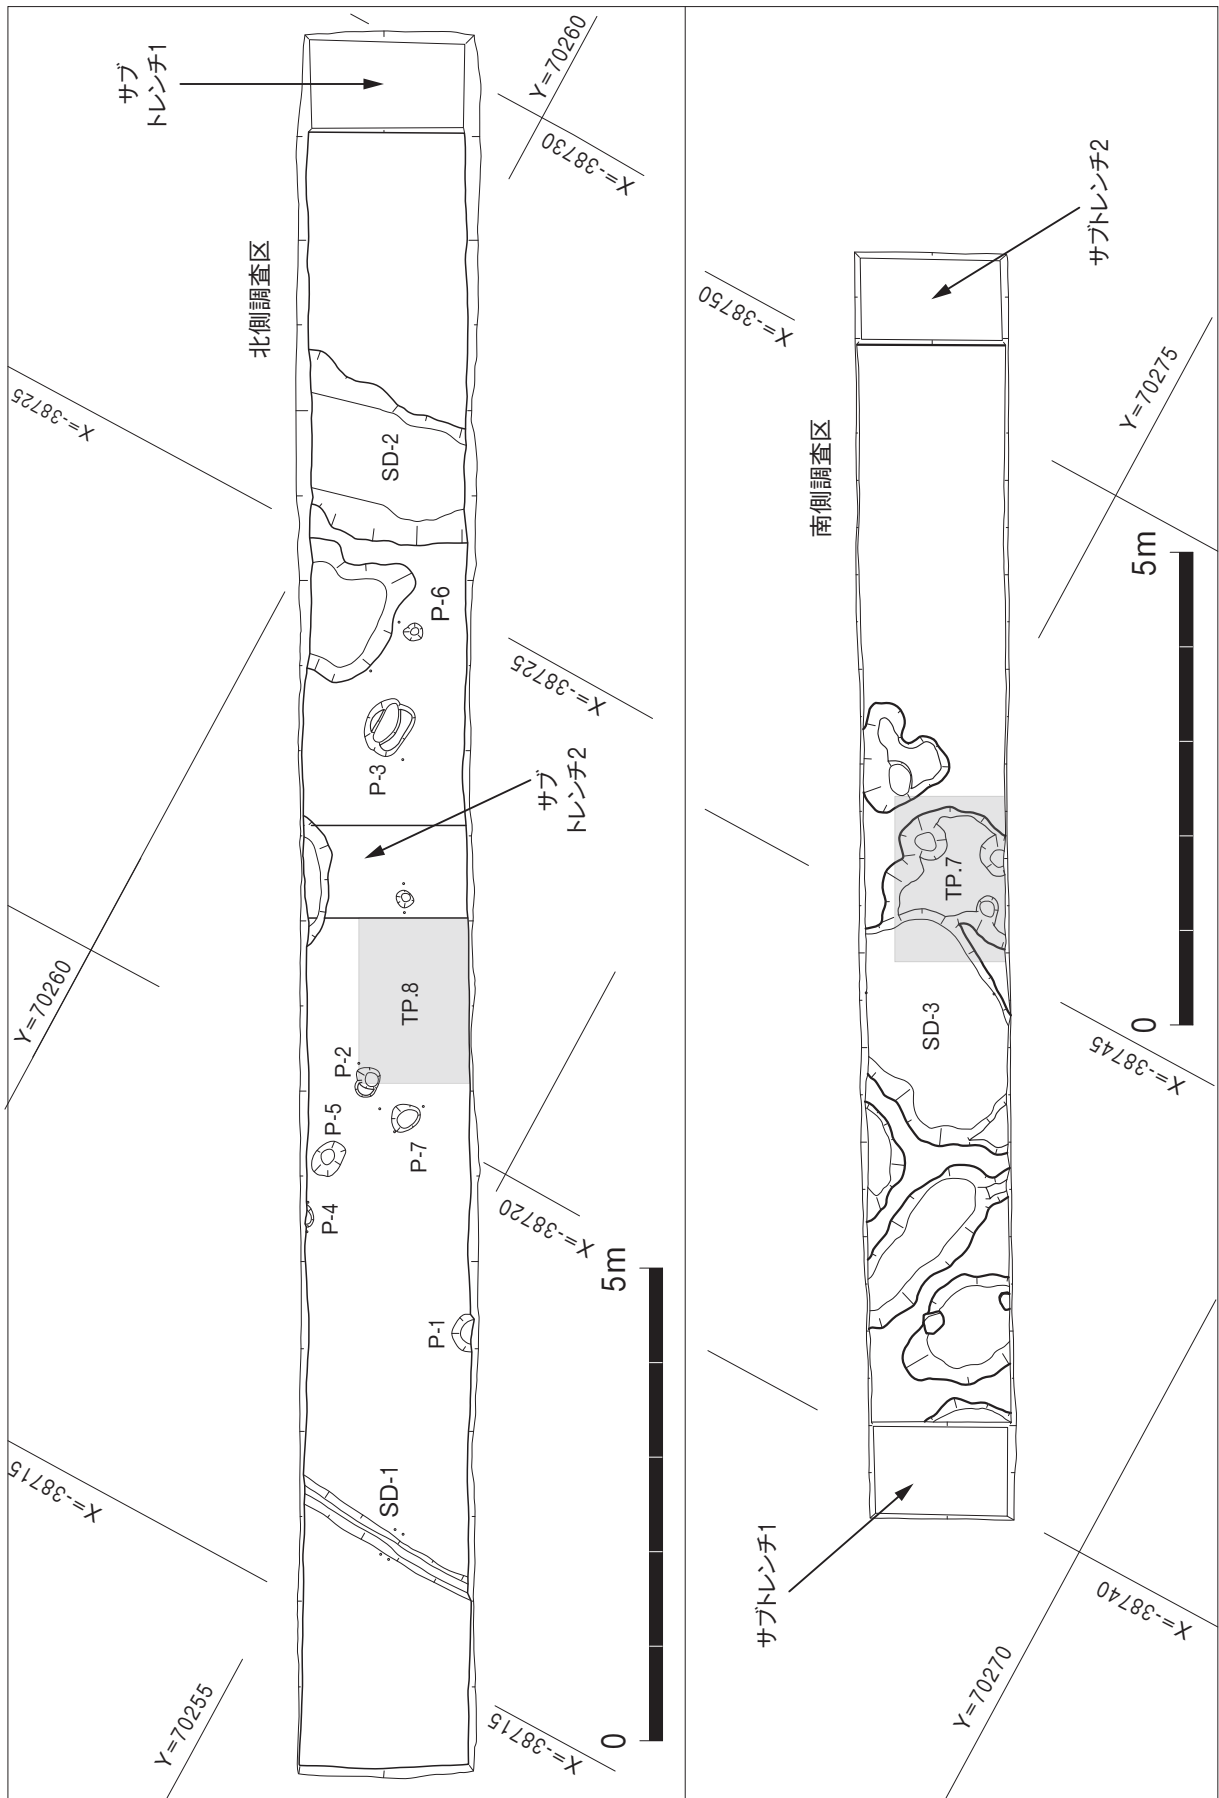 北側調査区
サブ
トレンチ1
Y=70260
X=-38730
X=-38725
SD-2
P-6
X=-38725
P-3
サブ
トレンチ2
Y=70260
TP.8
P-2
P-5
P-7
P-4
X=-38720
P-1
5m
0
X=-38715
SD-1
Y=70255
X=-38715
南側調査区
サブトレンチ2
X=-38750
Y=70275
5m
0
TP.7
SD-3
X=-38745
サブトレンチ1
X=-38740
Y=70270